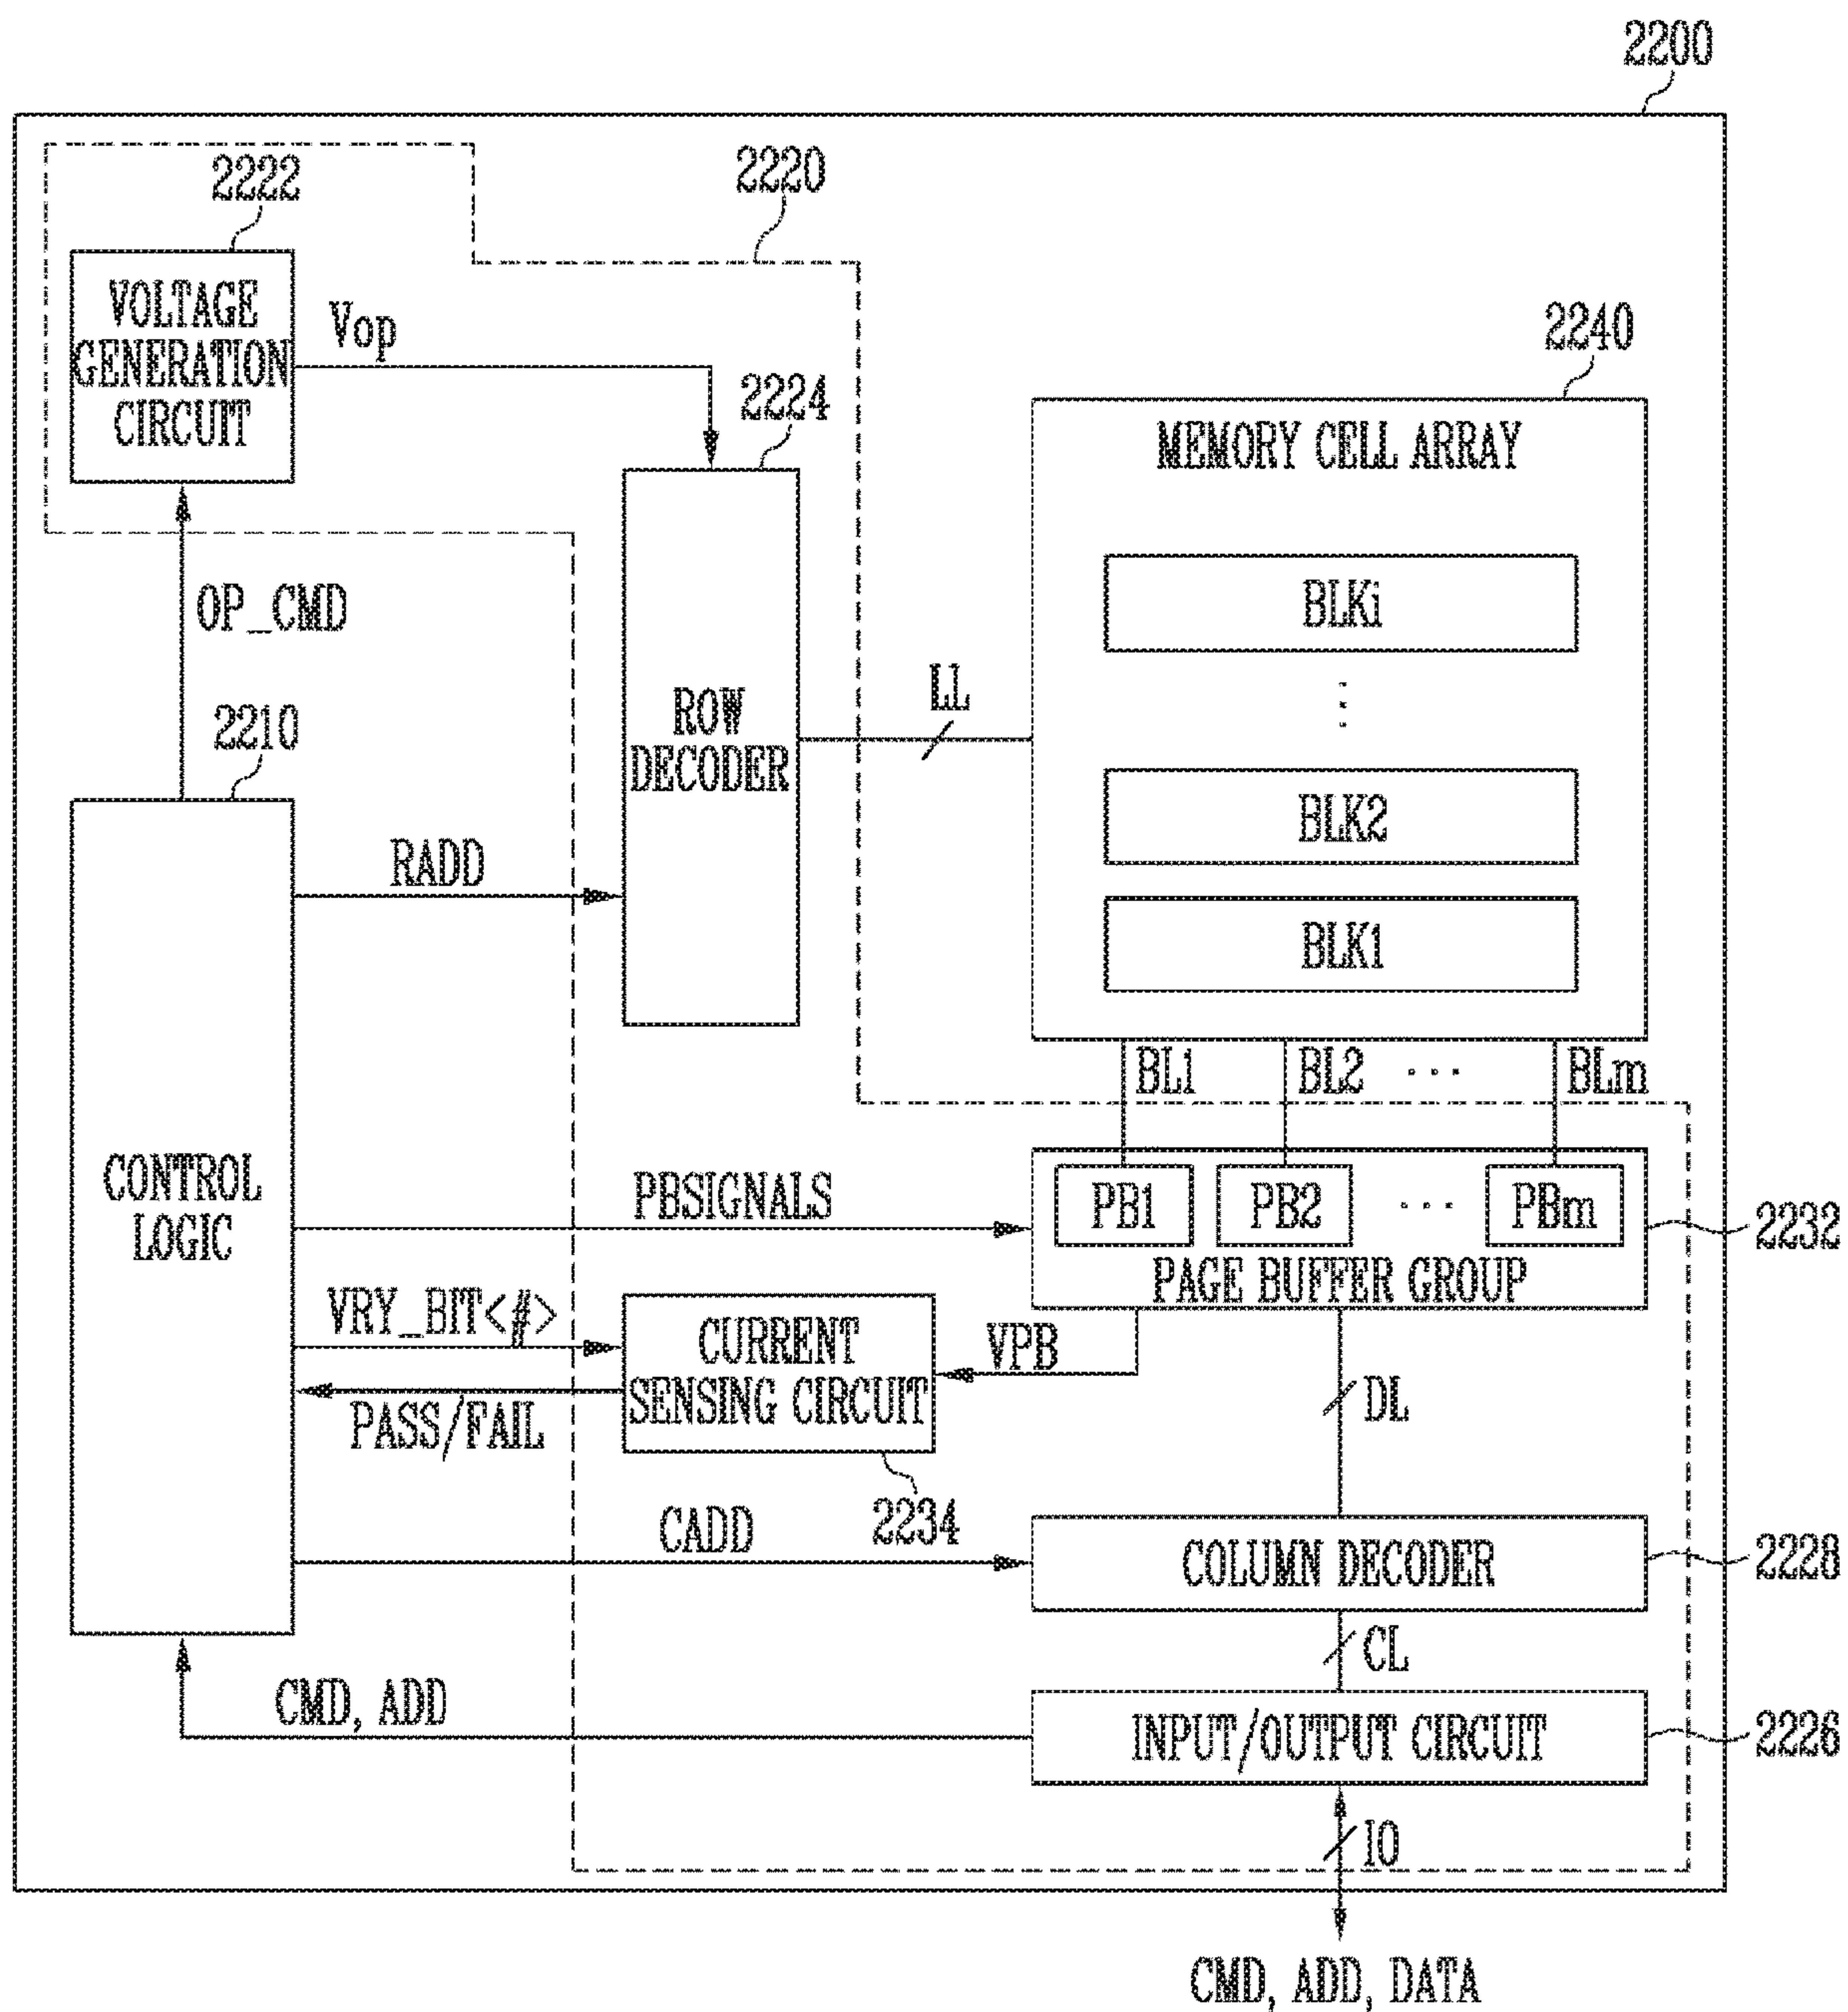 2200
2220
2222
VOLTAGE
GENERATION
CIRCUIT
Vop
2224
2240
MEMORY CELL ARRAY
BLKi
OP_CMD
LL
ROW
DECODER
2210
BLK2
RADD
BLK1
BL1
BL2
...
BLm
CONTROL
LOGIC
PBSIGNALS
PB1
PB2
...
PBm
PAGE BUFFER GROUP
2232
VRY_BIT<#>
CURRENT
SENSING CIRCUIT
VPB
PASS/FAIL
DL
2234
CADD
COLUMN DECODER
2228
CL
CMD, ADD
INPUT/OUTPUT CIRCUIT
2226
IO
CMD, ADD, DATA